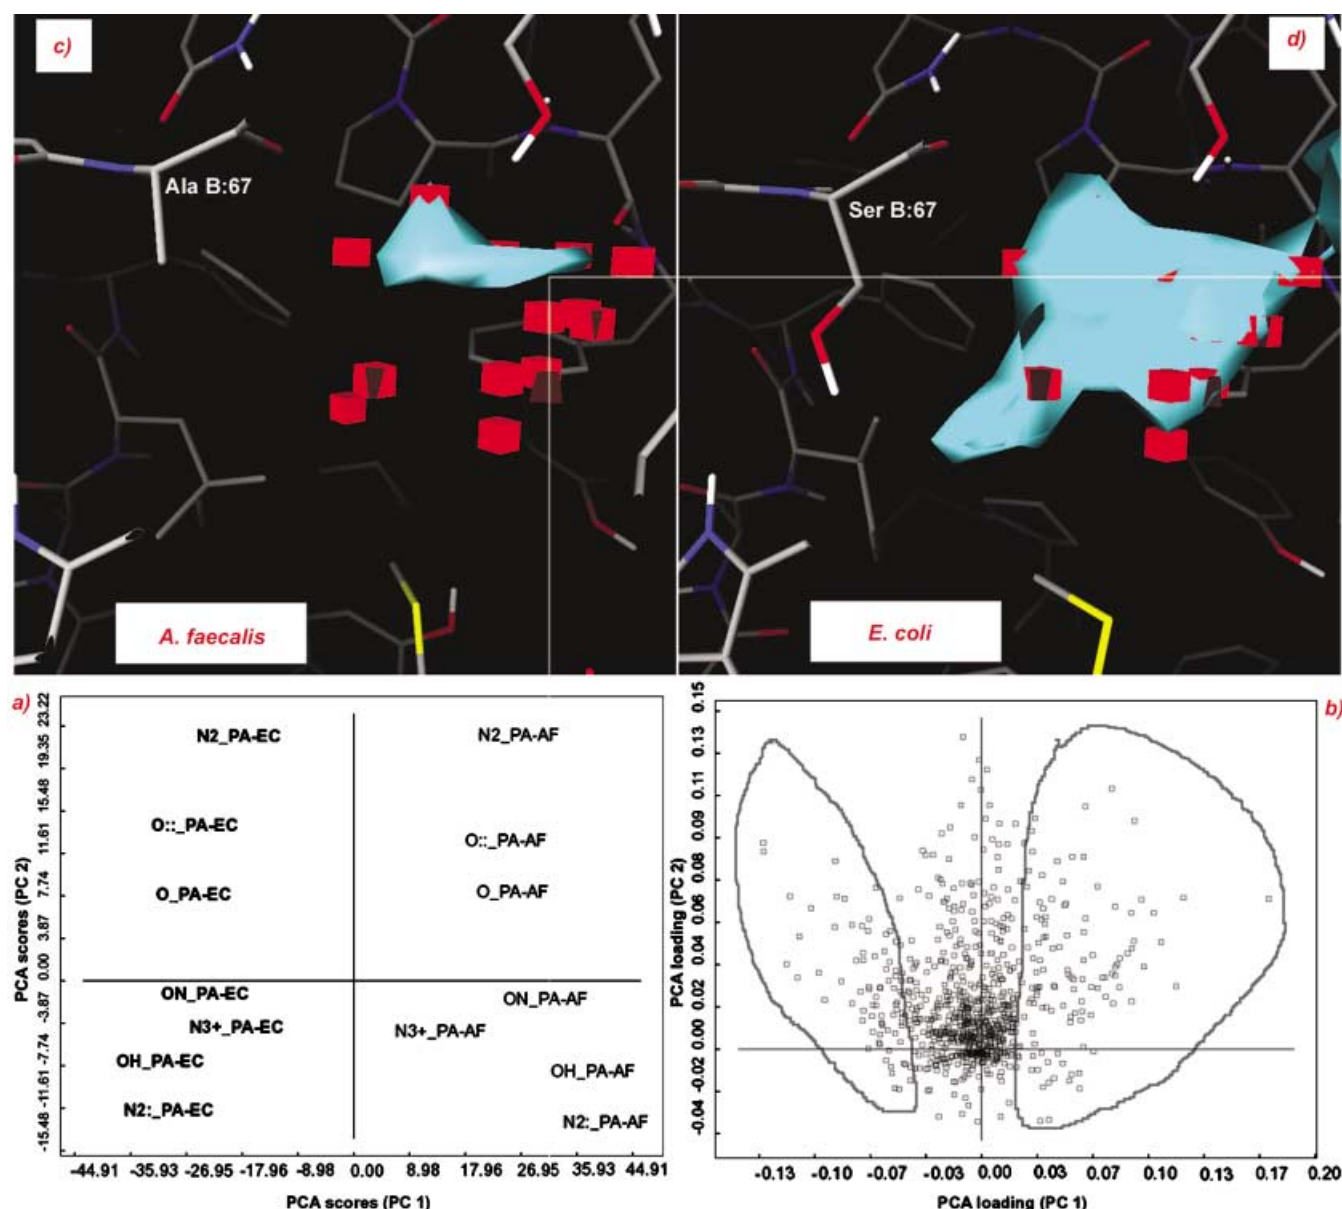 c)
d)
Ala B:67
Ser B:67
A. faecalis
E. coli
a)
PCA scores (PC 2)
23.22
19.35
15.48
11.61
7.74
3.87
0.00
-3.87
-7.74
-11.61
-15.48
N2_PA-EC
N2_PA-AF
O::_PA-EC
O::_PA-AF
O_PA-EC
O_PA-AF
ON_PA-EC
ON_PA-AF
N3+_PA-EC
N3+_PA-AF
OH_PA-EC
OH_PA-AF
N2:_PA-EC
N2:_PA-AF
-44.91 -35.93 -26.95 -17.96 -8.98 0.00 8.98 17.96 26.95 35.93 44.91
PCA scores (PC 1)
b)
PCA loading (PC 2)
0.15
0.13
0.11
0.09
0.08
0.06
0.04
0.02
0.00
-0.02
-0.04
-0.13 -0.10 -0.07 -0.03 0.00 0.03 0.07 0.10 0.13 0.17 0.20
PCA loading (PC 1)